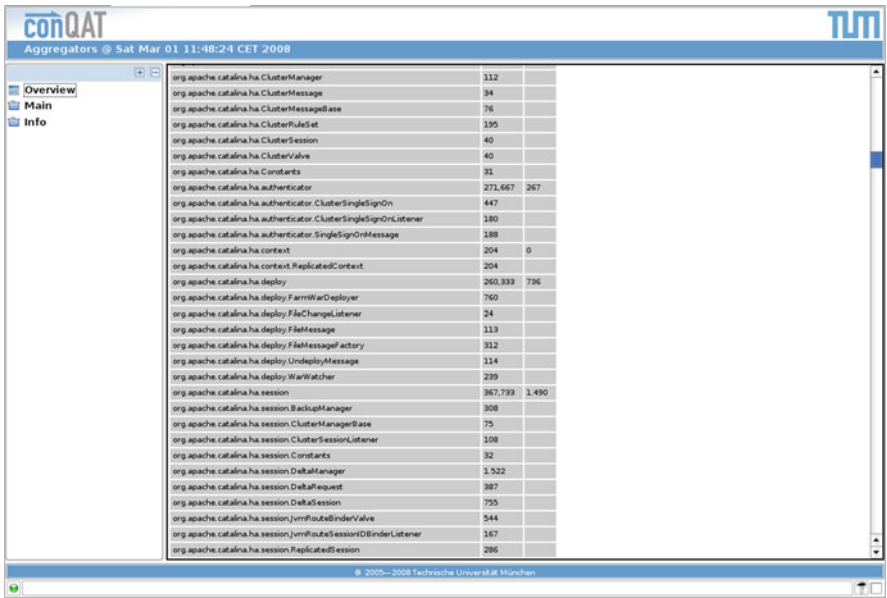 conQAT
TUM
Aggregators @ Sat Mar 01 11:48:24 CET 2008
Overview
Main
Info
org.apache.catalina.ha.ClusterManager 112
org.apache.catalina.ha.ClusterMessage 34
org.apache.catalina.ha.ClusterMessageBase 76
org.apache.catalina.ha.ClusterRuleSet 195
org.apache.catalina.ha.ClusterSession 40
org.apache.catalina.ha.ClusterValve 40
org.apache.catalina.ha.Constants 31
org.apache.catalina.ha.authenticator 271,667 267
org.apache.catalina.ha.authenticator.ClusterSingleSignOn 447
org.apache.catalina.ha.authenticator.ClusterSingleSignOnListener 180
org.apache.catalina.ha.authenticator.SingleSignOnMessage 188
org.apache.catalina.ha.context 204 0
org.apache.catalina.ha.context.ReplicatedContext 204
org.apache.catalina.ha.deploy 260,333 736
org.apache.catalina.ha.deploy.FarmWarDeployer 760
org.apache.catalina.ha.deploy.FileChangeListener 24
org.apache.catalina.ha.deploy.FileMessage 113
org.apache.catalina.ha.deploy.FileMessageFactory 312
org.apache.catalina.ha.deploy.UndeployMessage 114
org.apache.catalina.ha.deploy.WarWatcher 239
org.apache.catalina.ha.session 367,733 1.490
org.apache.catalina.ha.session.BackupManager 308
org.apache.catalina.ha.session.ClusterManagerBase 75
org.apache.catalina.ha.session.ClusterSessionListener 108
org.apache.catalina.ha.session.Constants 32
org.apache.catalina.ha.session.DeltaManager 1.522
org.apache.catalina.ha.session.DeltaRequest 387
org.apache.catalina.ha.session.DeltaSession 755
org.apache.catalina.ha.session.JvmRouteBinderValve 544
org.apache.catalina.ha.session.JvmRouteSessionIDBinderListener 167
org.apache.catalina.ha.session.ReplicatedSession 286
© 2005—2008 Technische Universität München